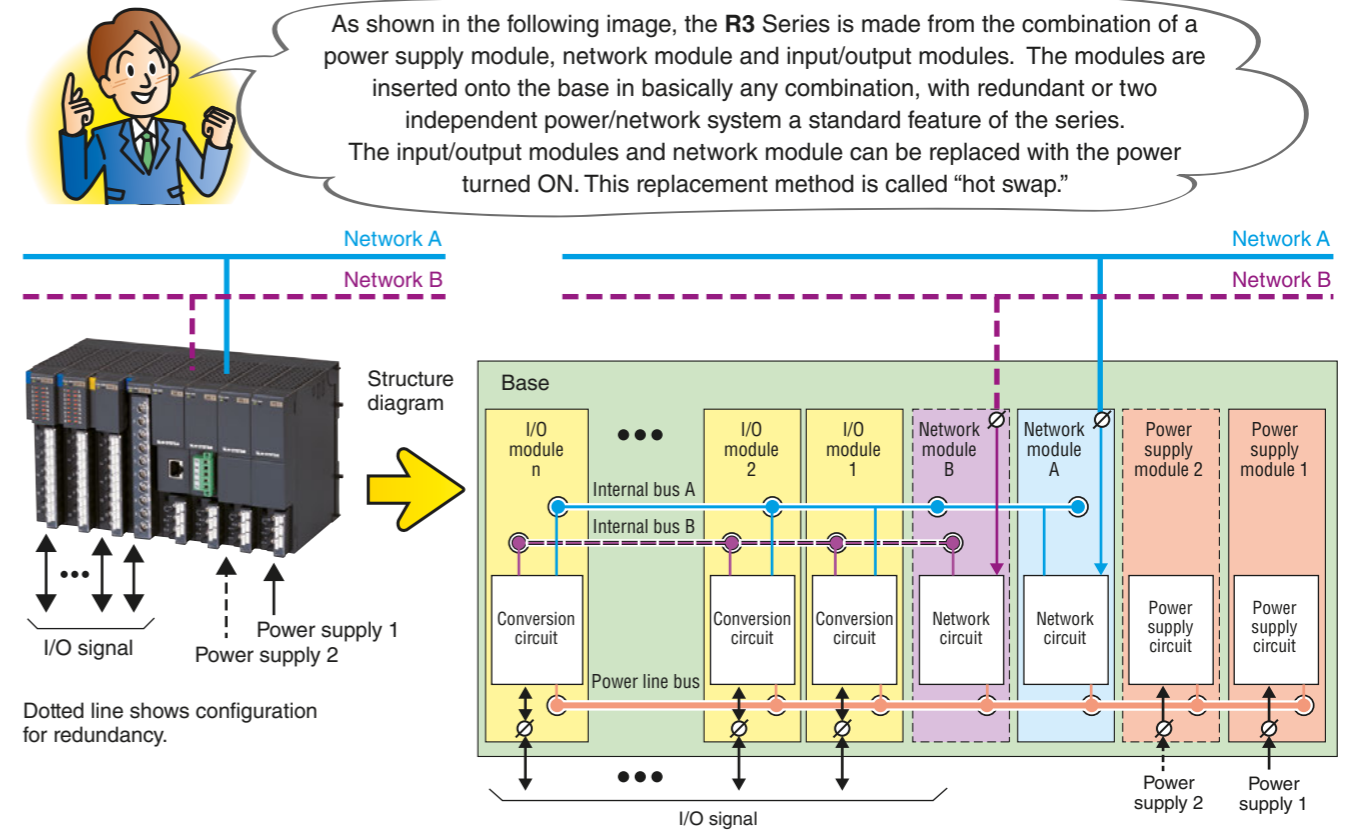 As shown in the following image, the R3 Series is made from the combination of a
power supply module, network module and input/output modules.  The modules are
inserted onto the base in basically any combination, with redundant or two
independent power/network system a standard feature of the series.
The input/output modules and network module can be replaced with the power
turned ON. This replacement method is called “hot swap.”
Network A
Network B
Structure
diagram
I/O signal
Power supply 1
Power supply 2
Dotted line shows configuration
for redundancy.
Network A
Network B
Base
I/O
module
n
I/O
module
2
I/O
module
1
Network
module
B
Network
module
A
Power
supply
module 2
Power
supply
module 1
Internal bus A
Internal bus B
Conversion
circuit
Conversion
circuit
Conversion
circuit
Network
circuit
Network
circuit
Power
supply
circuit
Power
supply
circuit
Power line bus
I/O signal
Power
supply 2
Power
supply 1